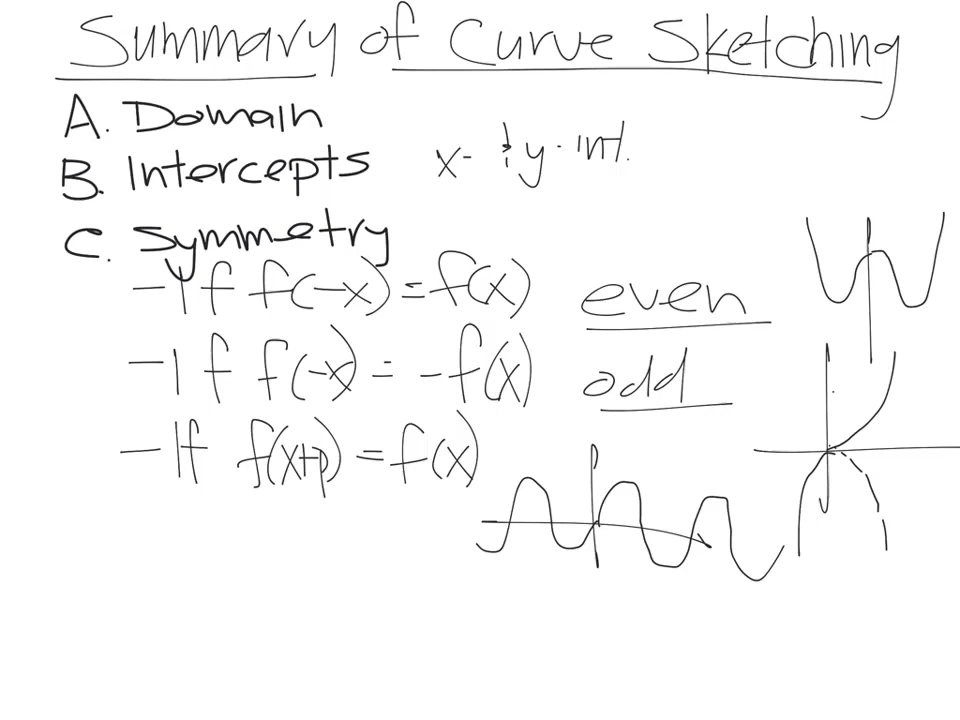 Summary of Curve Sketching
A. Domain
B. Intercepts x- & y-int.
C. Symmetry
- If f(-x) = f(x) even
- If f(-x) = -f(x) odd
- If f(x+p) = f(x)